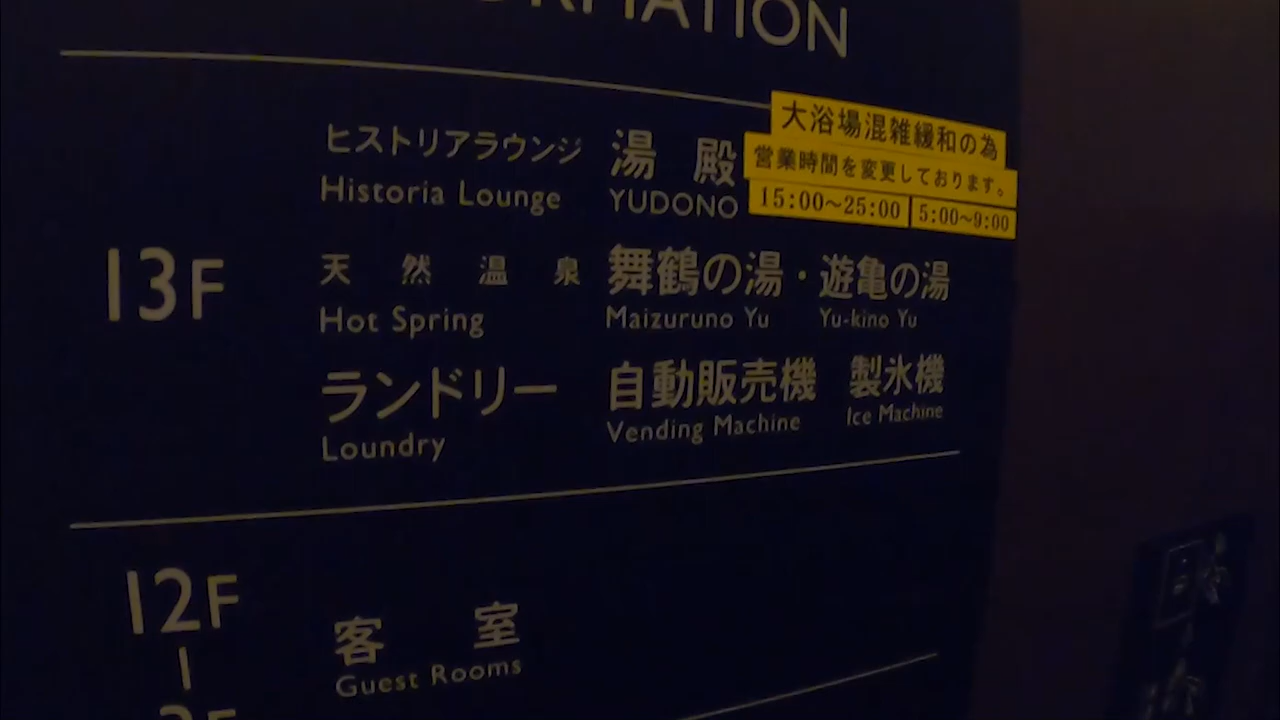 RMATION
ヒストリアラウンジ 湯 殿
Historia Lounge YUDONO
大浴場混雑緩和の為
営業時間を変更しております。
15:00〜25:00 5:00〜9:00
13F
天然温泉 舞鶴の湯・遊亀の湯
Hot Spring Maizuruno Yu Yu-kino Yu
ランドリー 自動販売機 製氷機
Loundry Vending Machine Ice Machine
12F
客室
Guest Rooms